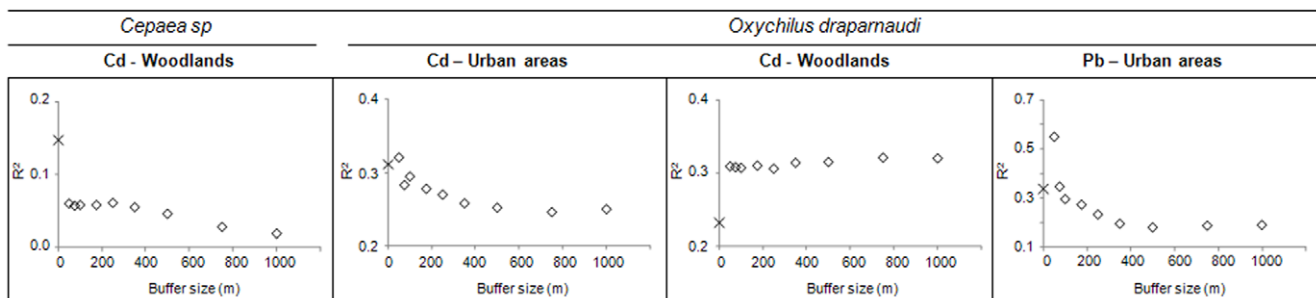 Cepaea sp Oxychilus draparnaudi
Cd - Woodlands Cd – Urban areas Cd - Woodlands Pb – Urban areas
0.2
0.1
0.0
R²
0 200 400 600 800 1000
Buffer size (m)
0.4
0.3
0.2
R²
0 200 400 600 800 1000
Buffer size (m)
0.4
0.3
0.2
R²
0 200 400 600 800 1000
Buffer size (m)
0.7
0.5
0.3
0.1
R²
0 200 400 600 800 1000
Buffer size (m)